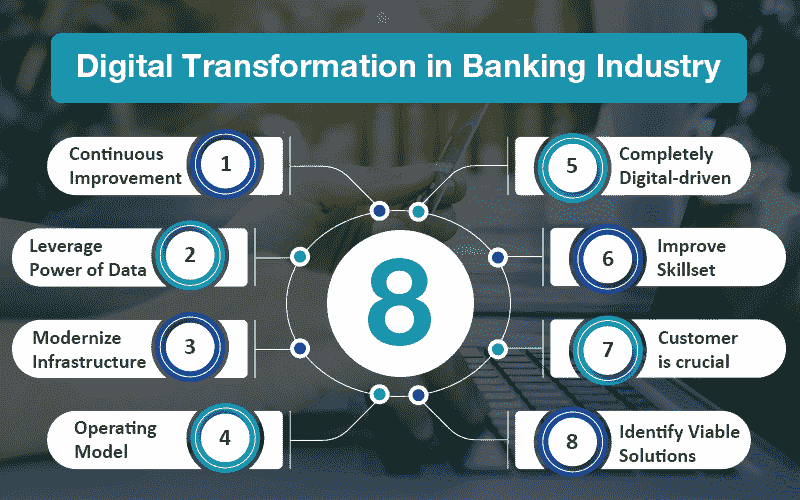 Digital Transformation in Banking Industry
Continuous
Improvement
1
Leverage
Power of Data
2
Modernize
Infrastructure
3
Operating
Model
4
8
5
Completely
Digital-driven
6
Improve
Skillset
7
Customer
is crucial
8
Identify Viable
Solutions